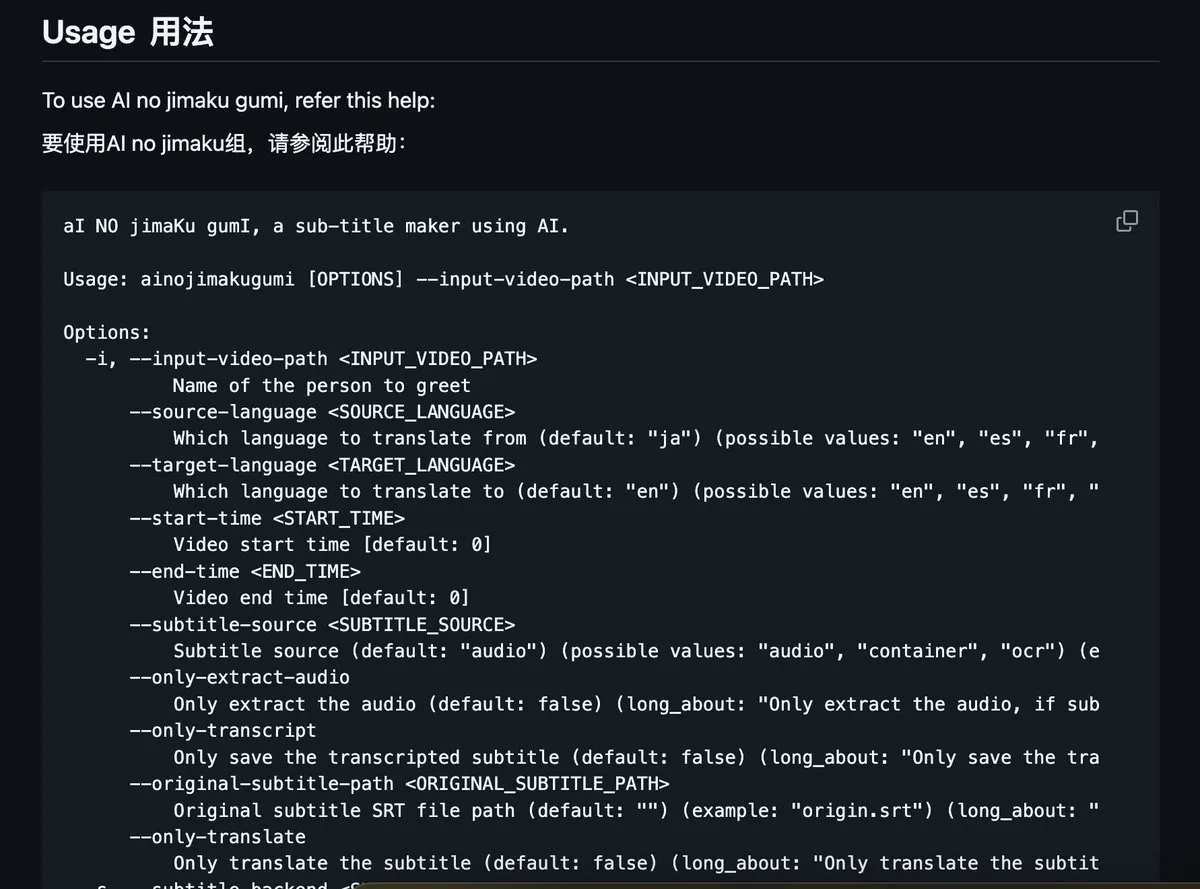 Usage 用法
To use AI no jimaku gumi, refer this help:
要使用AI no jimaku组，请参阅此帮助：
aI NO jimaKu gumI, a sub-title maker using AI.
Usage: ainojimakugumi [OPTIONS] --input-video-path <INPUT_VIDEO_PATH>
Options:
-i, --input-video-path <INPUT_VIDEO_PATH>
Name of the person to greet
--source-language <SOURCE_LANGUAGE>
Which language to translate from (default: "ja") (possible values: "en", "es", "fr",
--target-language <TARGET_LANGUAGE>
Which language to translate to (default: "en") (possible values: "en", "es", "fr", "
--start-time <START_TIME>
Video start time [default: 0]
--end-time <END_TIME>
Video end time [default: 0]
--subtitle-source <SUBTITLE_SOURCE>
Subtitle source (default: "audio") (possible values: "audio", "container", "ocr") (e
--only-extract-audio
Only extract the audio (default: false) (long_about: "Only extract the audio, if sub
--only-transcript
Only save the transcripted subtitle (default: false) (long_about: "Only save the tra
--original-subtitle-path <ORIGINAL_SUBTITLE_PATH>
Original subtitle SRT file path (default: "") (example: "origin.srt") (long_about: "
--only-translate
Only translate the subtitle (default: false) (long_about: "Only translate the subtit